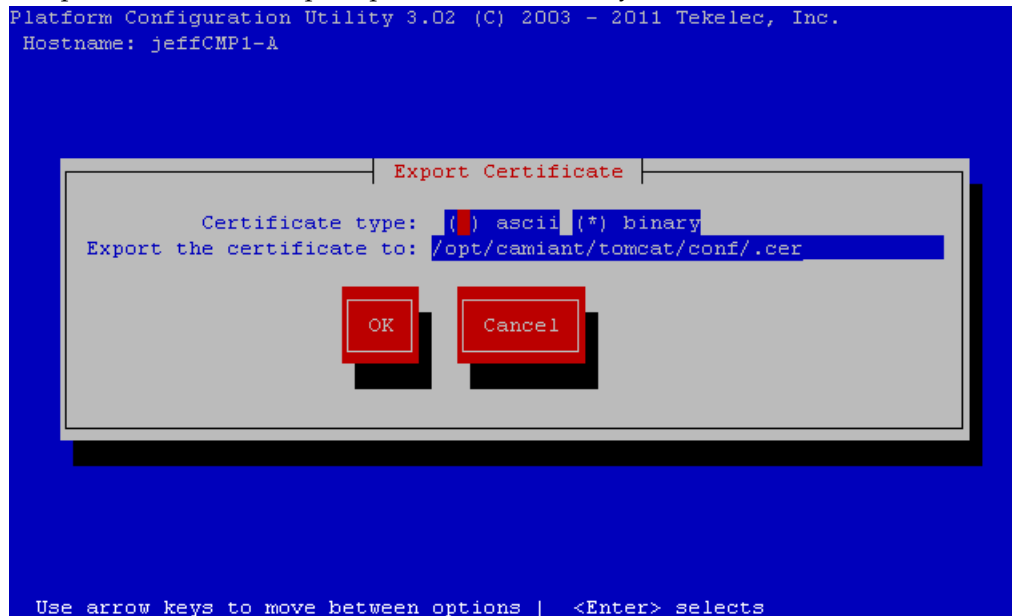 Platform Configuration Utility 3.02 (C) 2003 - 2011 Tekelec, Inc.
Hostname: jeffCMP1-A
Export Certificate
Certificate type: ( ) ascii (*) binary
Export the certificate to: /opt/camiant/tomcat/conf/.cer
OK Cancel
Use arrow keys to move between options | <Enter> selects